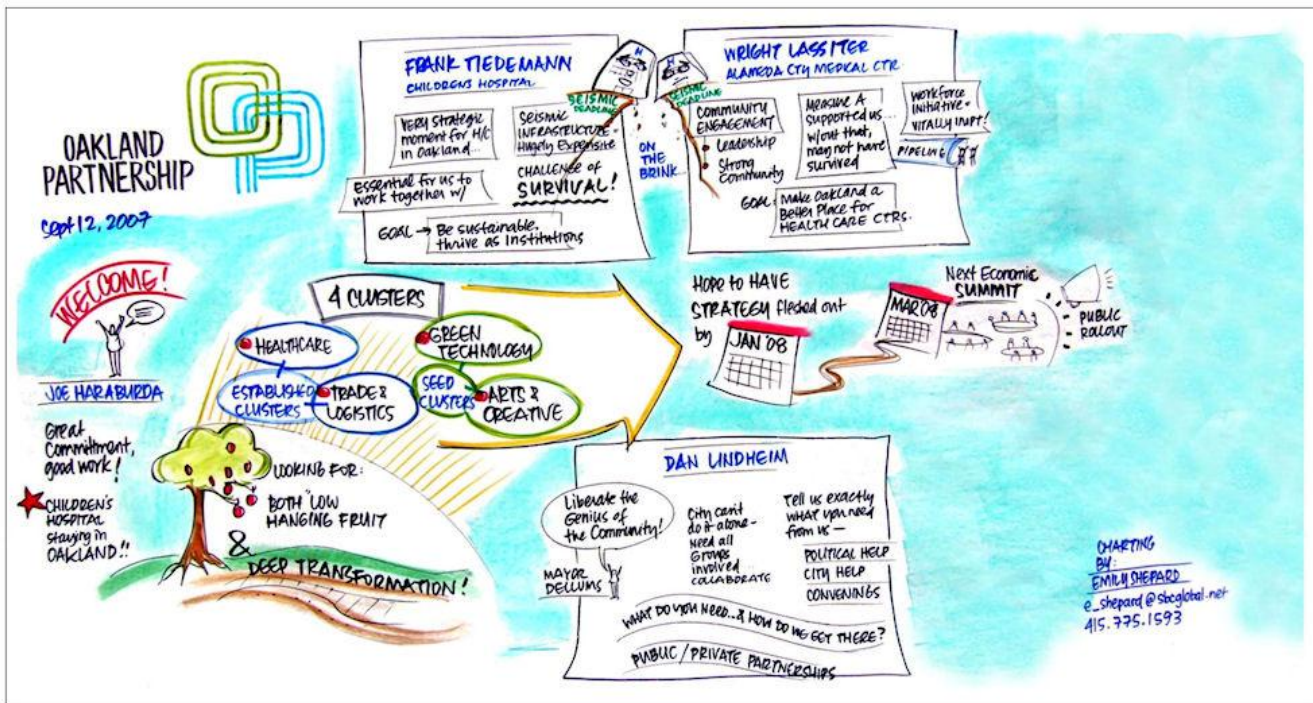 OAKLAND
PARTNERSHIP
Sept 12, 2007
WELCOME!
JOE HARABURDA
Great
Commitment,
good work!
CHILDREN'S
HOSPITAL
staying in
OAKLAND!!
FRANK TIEDEMANN
CHILDREN'S HOSPITAL
VERY Strategic
moment for H/C
in Oakland...
Essential for us to
work together w/
SEISMIC
INFRASTRUCTURE -
Hugely Expensive
CHALLENGE OF
SURVIVAL!
GOAL → Be sustainable,
thrive as institutions
H
SEISMIC
DEADLINE
ON
THE
BRINK...
H
SEISMIC
DEADLINE
WRIGHT LASSITER
ALAMEDA CTY MEDICAL CTR
COMMUNITY
ENGAGEMENT
Leadership
Strong
Community
Measure A
supported us...
w/out that,
may not have
survived
Workforce
Initiative -
VITALLY IMPT!
PIPELINE
GOAL: Make Oakland a
Better Place for
HEALTH CARE CTRS.
4 CLUSTERS
HEALTHCARE
ESTABLISHED
CLUSTERS
TRADE &
LOGISTICS
GREEN
TECHNOLOGY
SEED
CLUSTERS
ARTS &
CREATIVE
LOOKING FOR:
BOTH "LOW
HANGING FRUIT
&
DEEP TRANSFORMATION!
HOPE to HAVE
STRATEGY fleshed out
by
JAN '08
MAR '08
Next Economic
SUMMIT
PUBLIC
ROLLOUT
DAN LINDHEIM
Liberate the
Genius of
the Community!
MAYOR
DELLUMS
City can't
do it alone -
Need all
Groups
involved...
COLLABORATE
Tell us exactly
WHAT you need
from us —
POLITICAL HELP
CITY HELP
CONVENINGS
WHAT DO YOU NEED...& HOW DO WE GET THERE?
PUBLIC / PRIVATE PARTNERSHIPS
CHARTING
BY:
EMILY SHEPARD
e_shepard@sbcglobal.net
415.775.1593